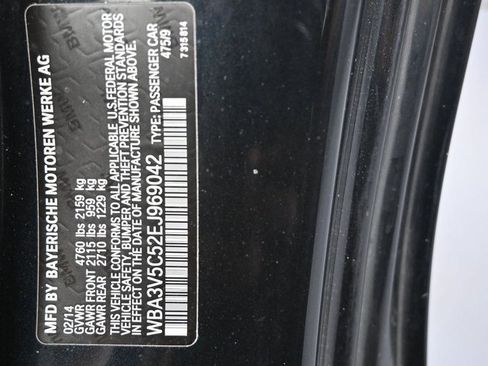 MFD BY BAYERISCHE MOTOREN WERKE AG
02/14
GVWR 4760 lbs 2159 kg
GAWR FRONT 2115 lbs 959 kg
GAWR REAR 2710 lbs 1229 kg
THIS VEHICLE CONFORMS TO ALL APPLICABLE U.S.FEDERAL MOTOR
VEHICLE SAFETY, BUMPER AND THEFT PREVENTION STANDARDS
IN EFFECT ON THE DATE OF MANUFACTURE SHOWN ABOVE.
WBA3V5C52EJ969042 TYPE: PASSENGER CAR
475/9
7 315 814